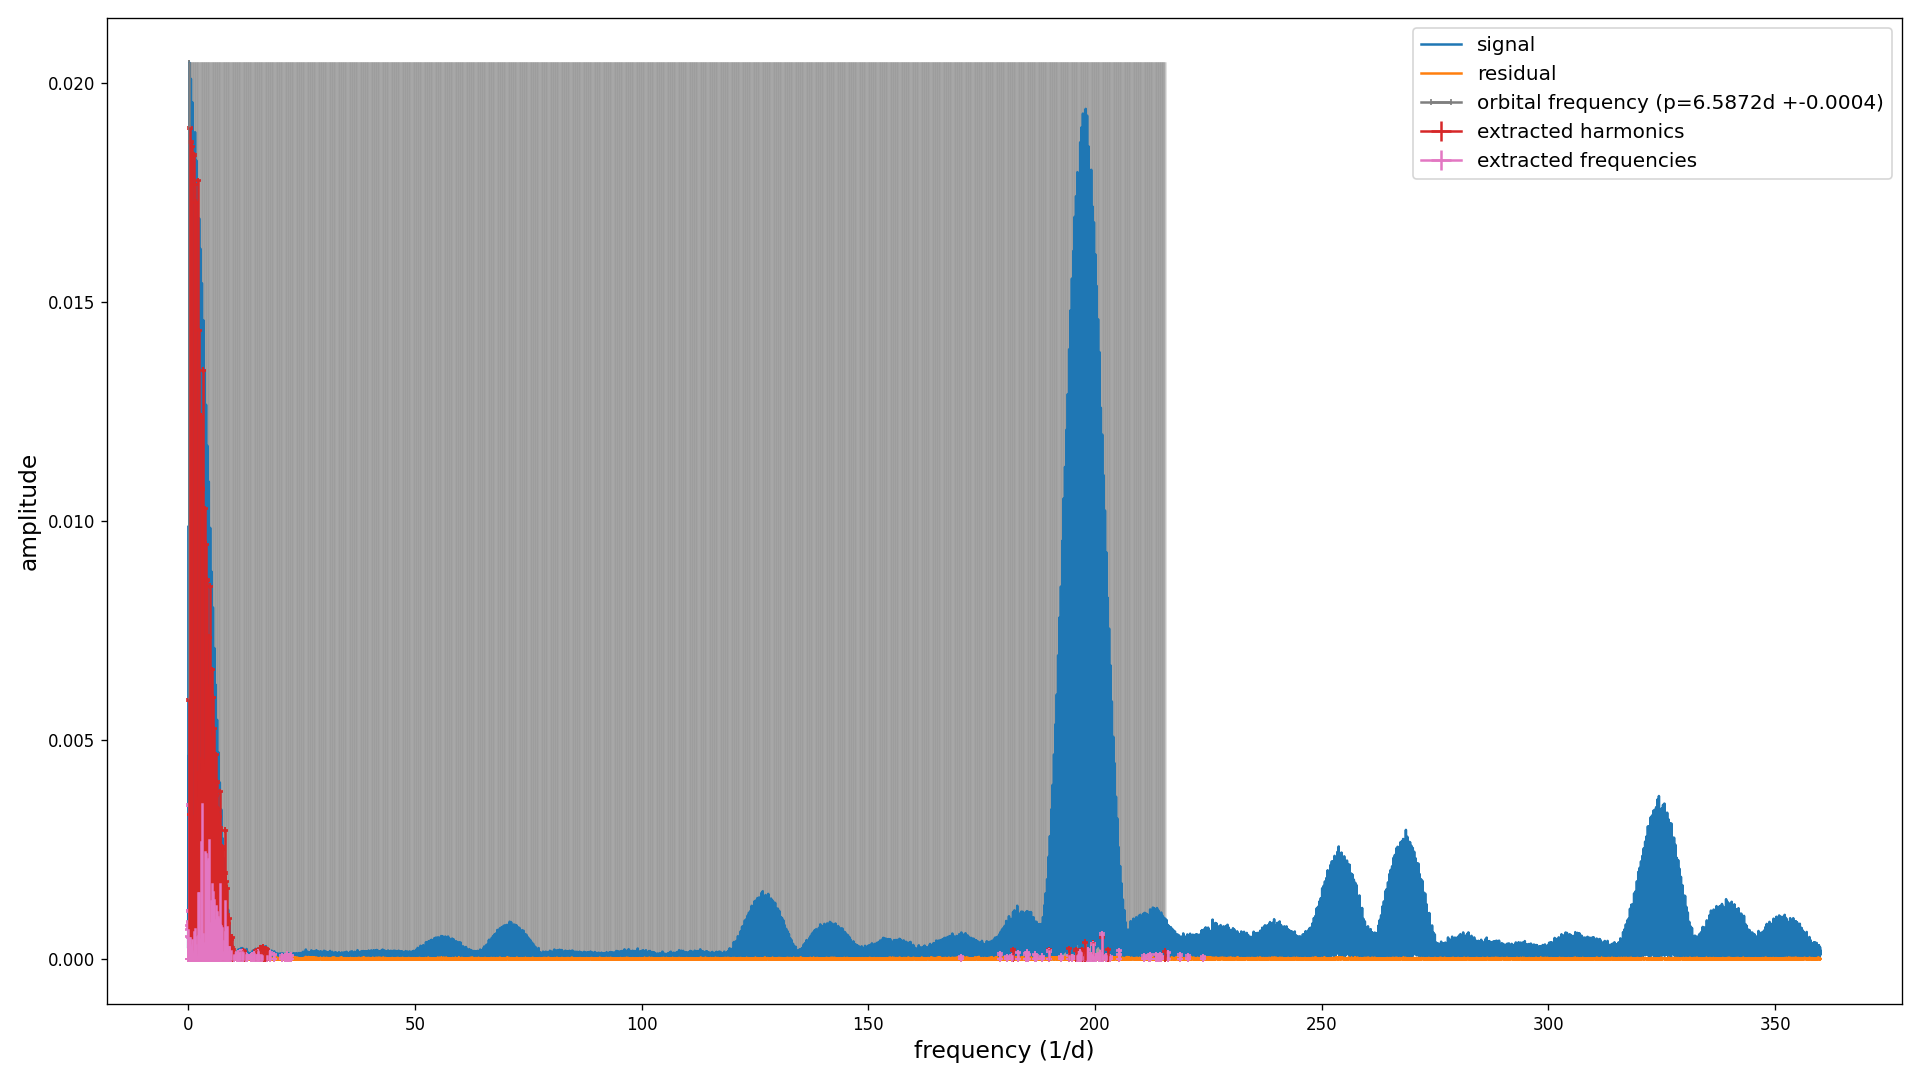 signal
residual
orbital frequency (p=6.5872d +-0.0004)
extracted harmonics
extracted frequencies
amplitude
0.020
0.015
0.010
0.005
0.000
0 50 100 150 200 250 300 350
frequency (1/d)